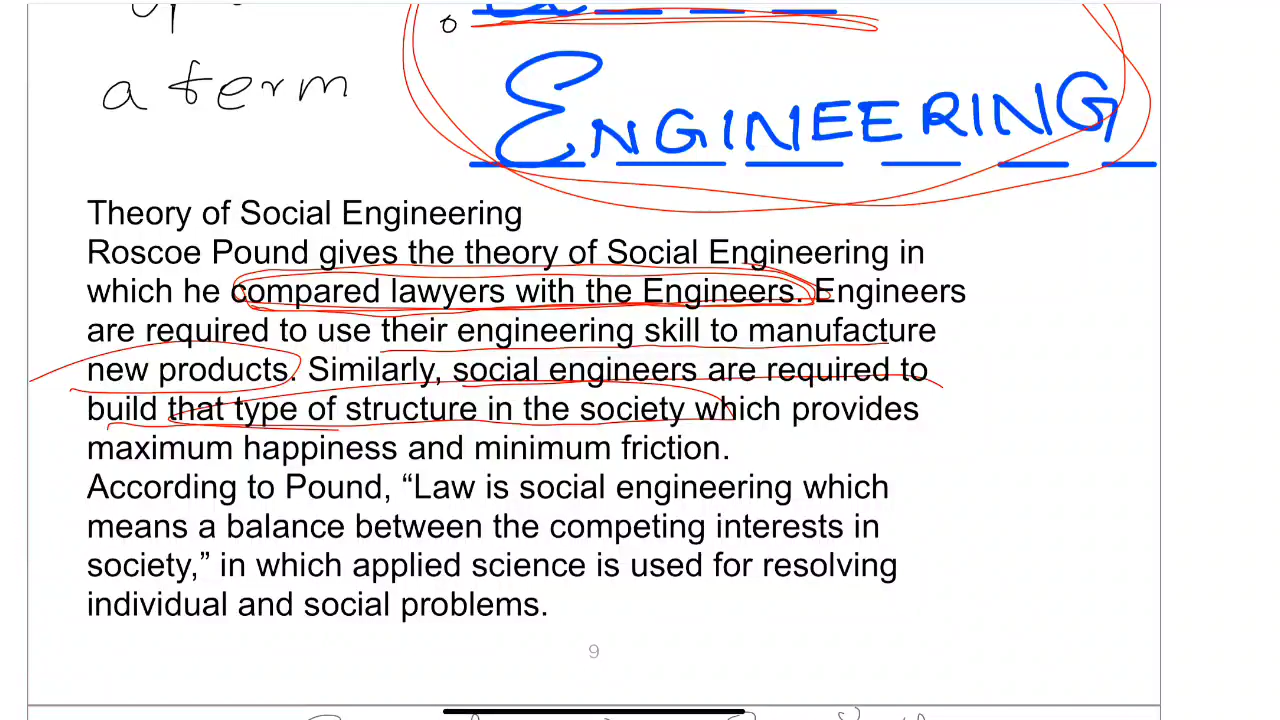 a term
ENGINEERING
Theory of Social Engineering
Roscoe Pound gives the theory of Social Engineering in
which he compared lawyers with the Engineers. Engineers
are required to use their engineering skill to manufacture
new products. Similarly, social engineers are required to
build that type of structure in the society which provides
maximum happiness and minimum friction.
According to Pound, “Law is social engineering which
means a balance between the competing interests in
society,” in which applied science is used for resolving
individual and social problems.
9